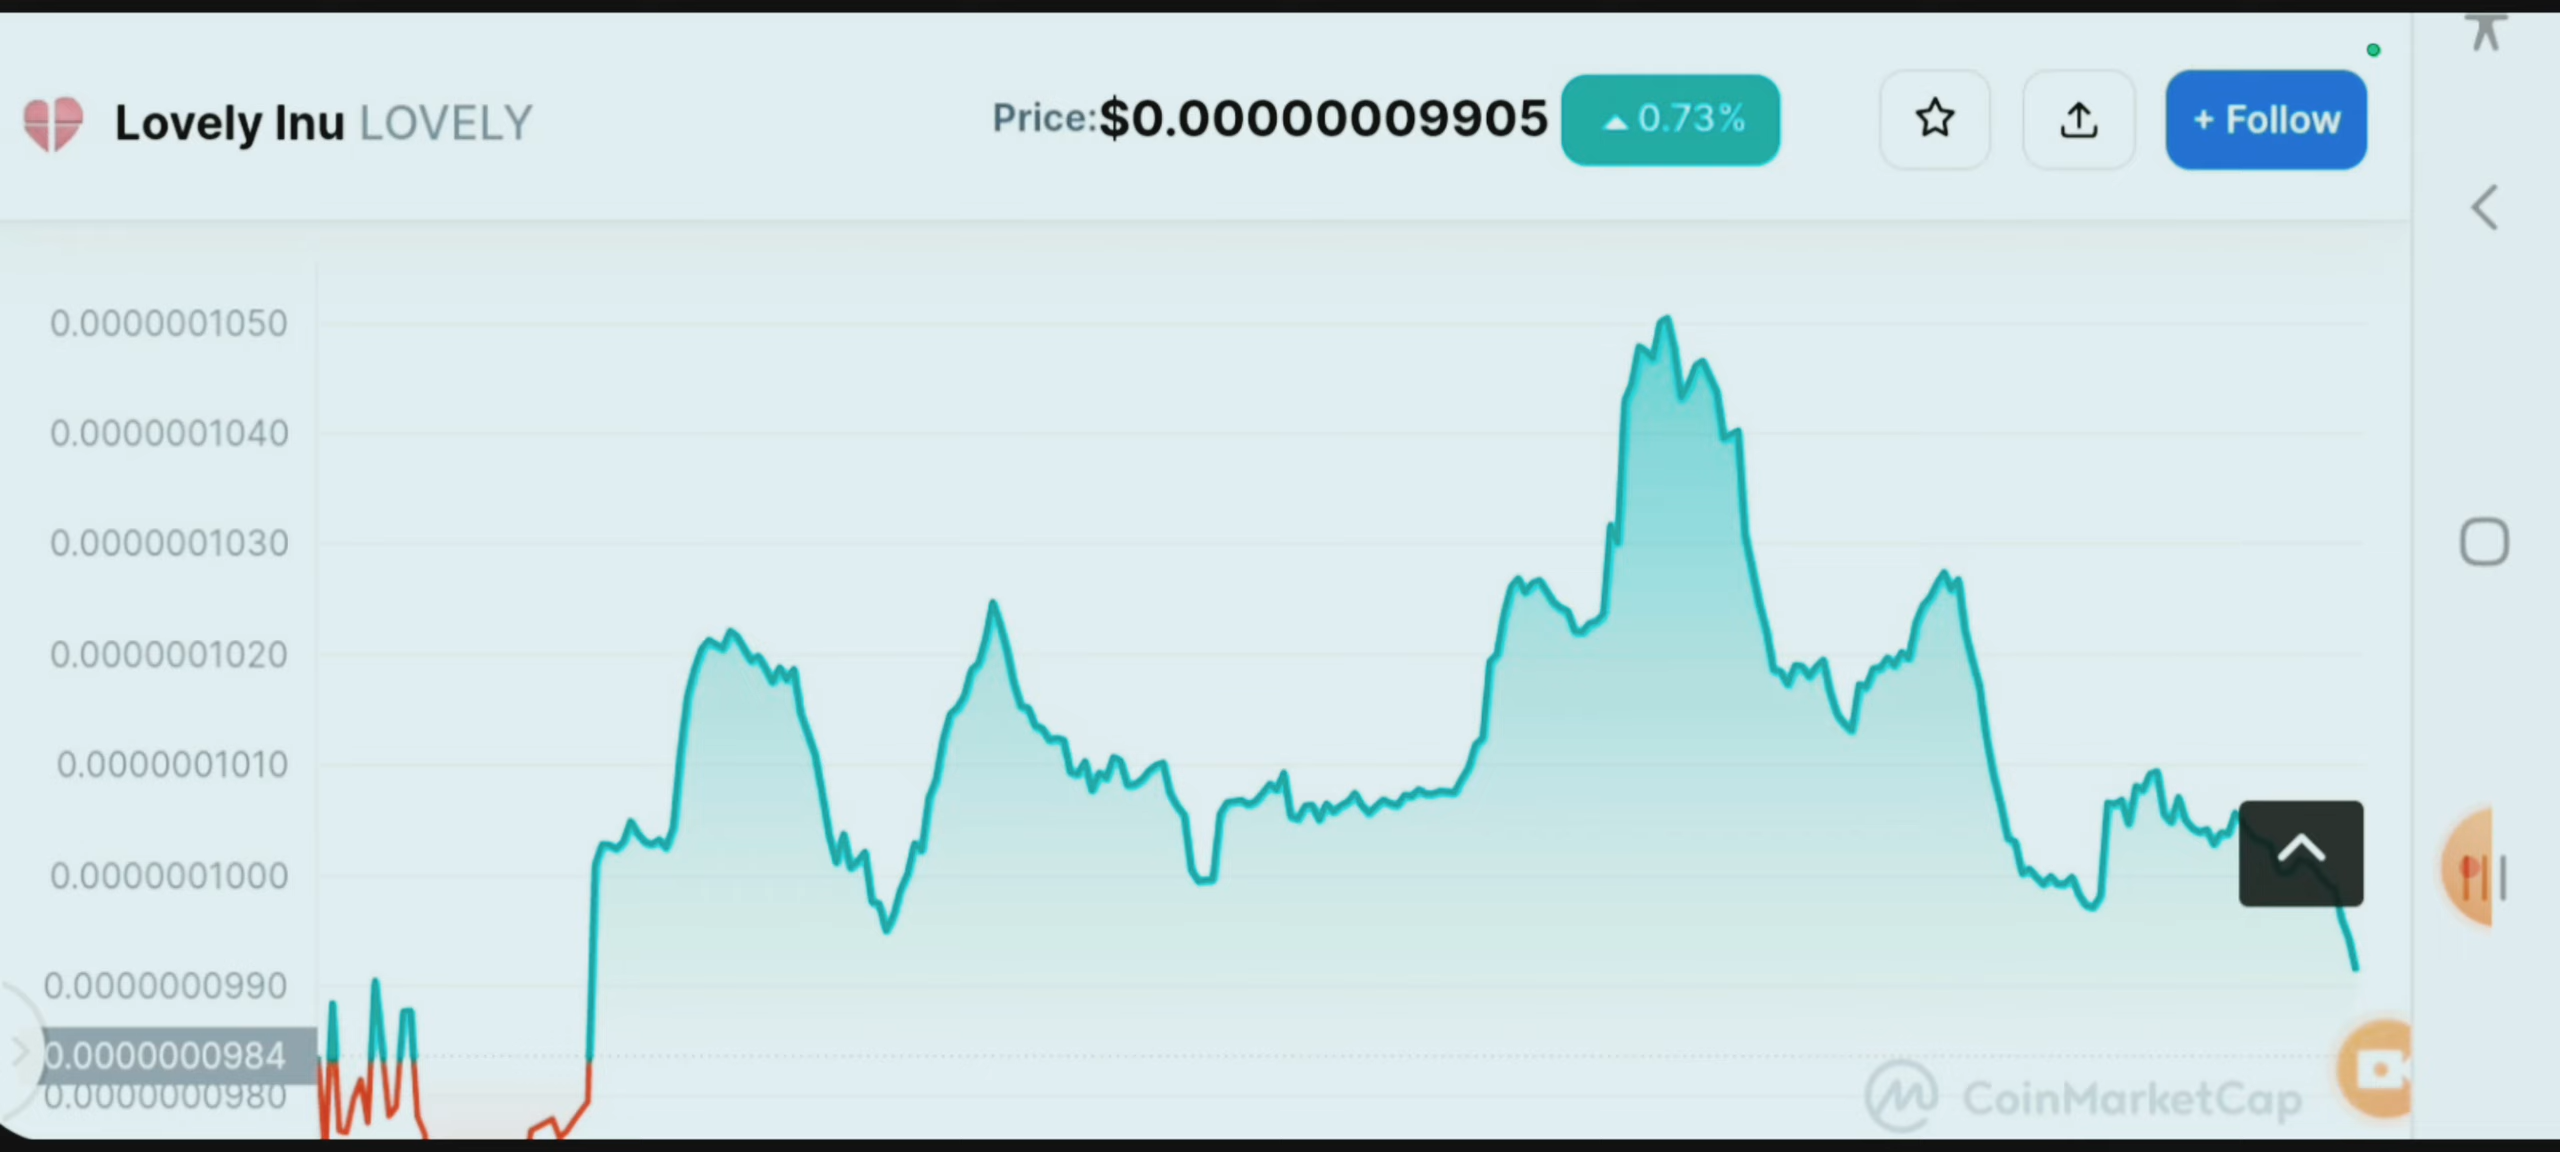 Lovely Inu LOVELY
Price:$0.00000009905
0.73%
+ Follow
0.0000001050
0.0000001040
0.0000001030
0.0000001020
0.0000001010
0.0000001000
0.0000000990
0.0000000984
0.0000000980
CoinMarketCap